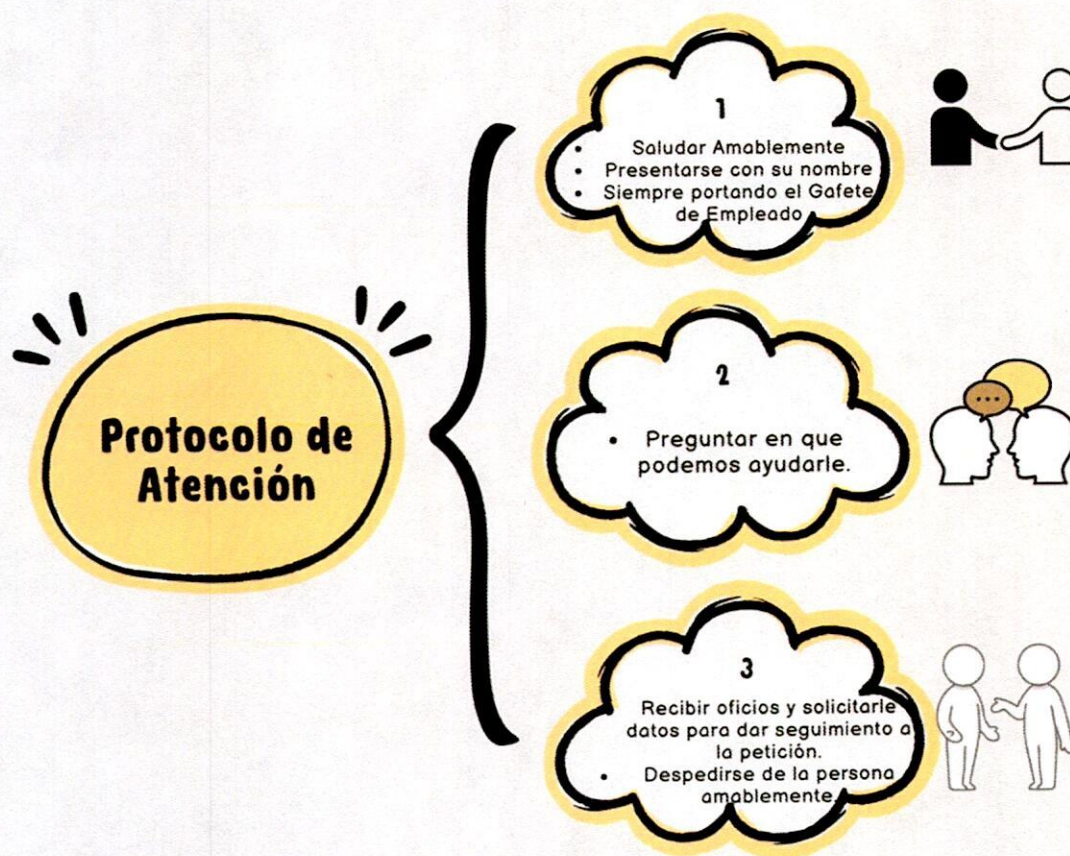 Protocolo de
Atención
1
• Saludar Amablemente
• Presentarse con su nombre
• Siempre portando el Gafete
de Empleado
2
• Preguntar en que
podemos ayudarle.
3
Recibir oficios y solicitarle
datos para dar seguimiento a
la petición.
• Despedirse de la persona
amablemente.